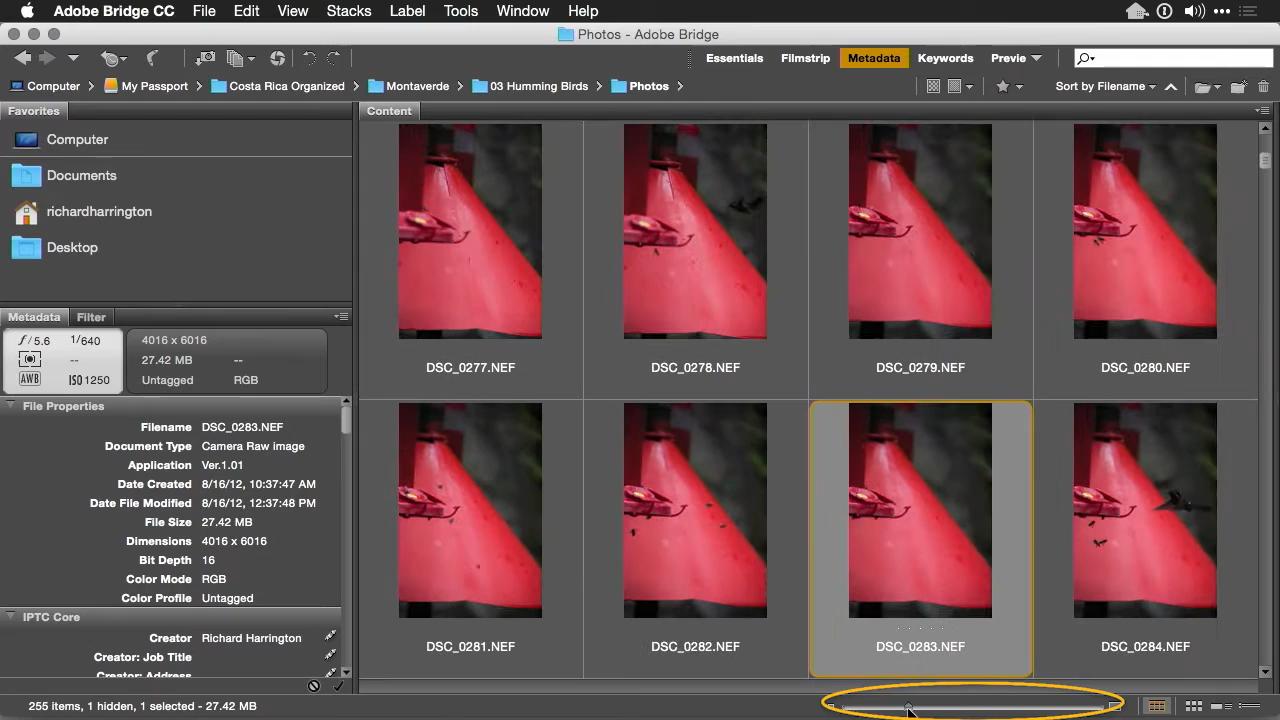 Adobe Bridge CC File Edit View Stacks Label Tools Window Help
Photos - Adobe Bridge
Essentials Filmstrip Metadata Keywords Previe
Computer My Passport Costa Rica Organized Montaverde 03 Humming Birds Photos Sort by Filename
Favorites
Content
Computer
Documents
richardharrington
Desktop
DSC_0277.NEF DSC_0278.NEF DSC_0279.NEF DSC_0280.NEF
Metadata Filter
f/5.6 1/640 4016 x 6016
-- 27.42 MB --
AWB ISO1250 Untagged RGB
File Properties
Filename DSC_0283.NEF
Document Type Camera Raw image
Application Ver.1.01
Date Created 8/16/12, 10:37:47 AM
Date File Modified 8/16/12, 12:37:48 PM
File Size 27.42 MB
Dimensions 4016 x 6016
Bit Depth 16
Color Mode RGB
Color Profile Untagged
IPTC Core
Creator Richard Harrington
Creator: Job Title
Creator: Address
DSC_0281.NEF DSC_0282.NEF DSC_0283.NEF DSC_0284.NEF
255 items, 1 hidden, 1 selected - 27.42 MB